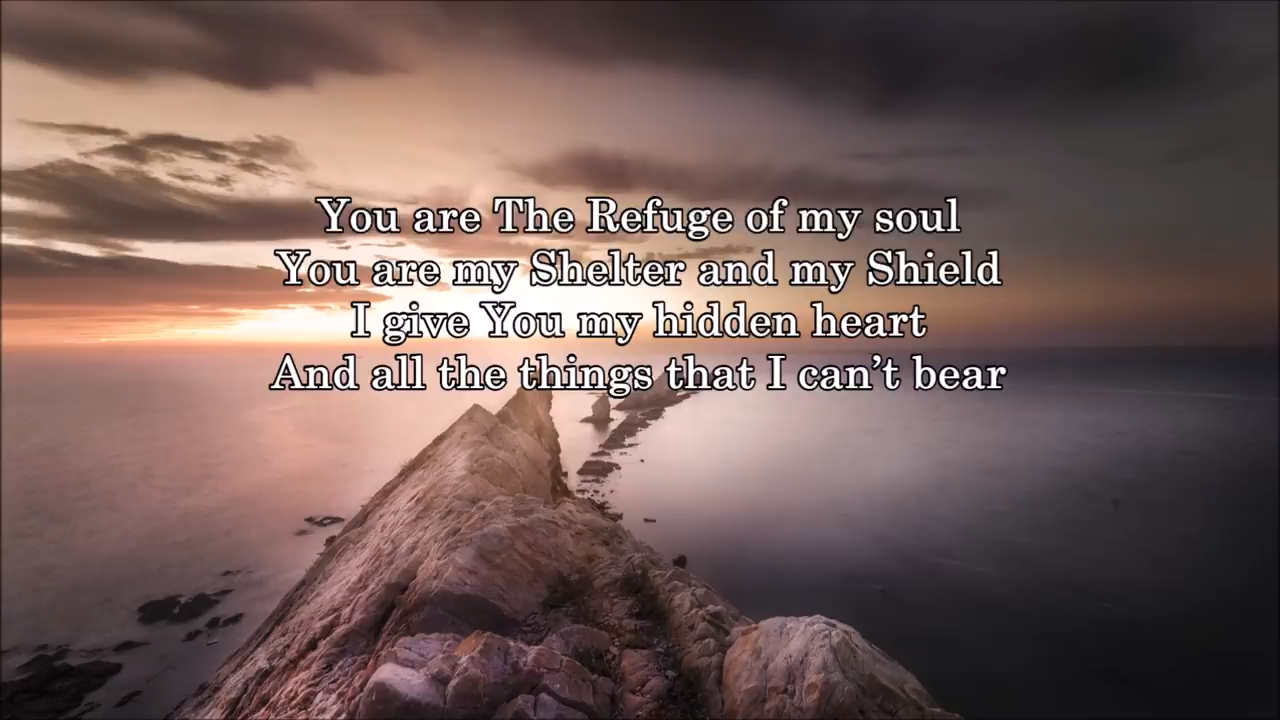 You are The Refuge of my soul
You are my Shelter and my Shield
I give You my hidden heart
And all the things that I can’t bear